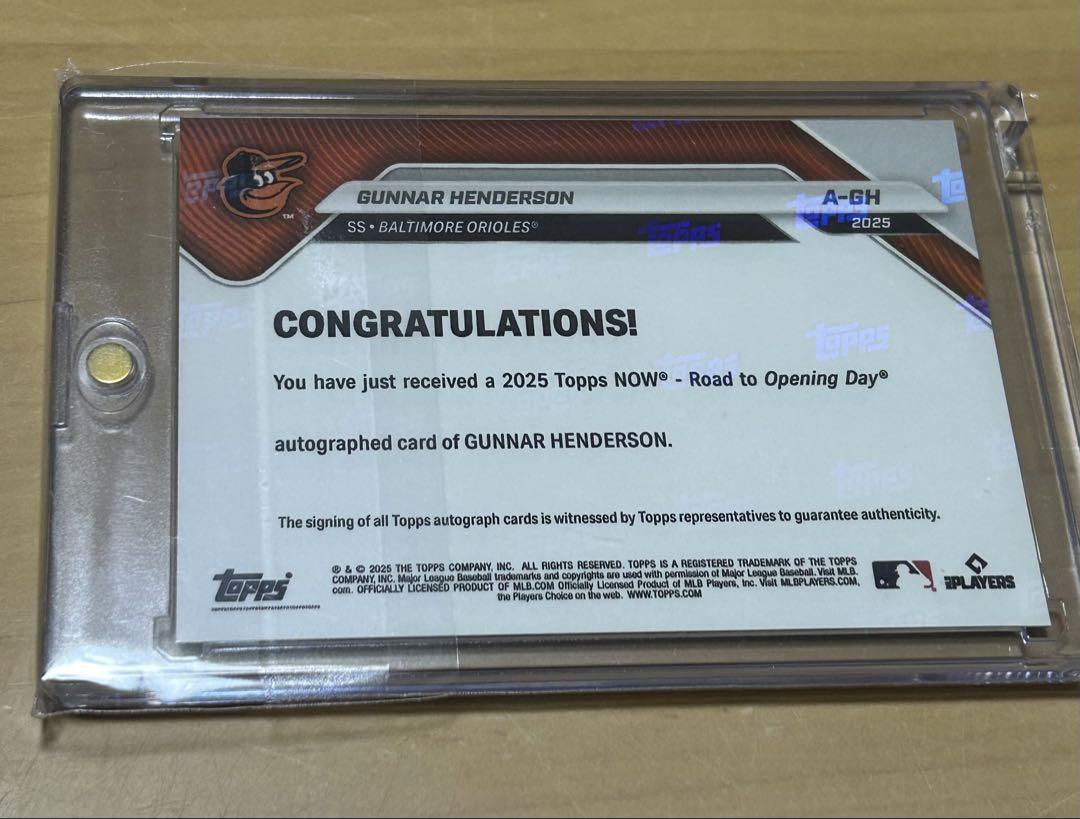 GUNNAR HENDERSON
A-GH
SS • BALTIMORE ORIOLES®
2025
CONGRATULATIONS!
You have just received a 2025 Topps NOW® - Road to Opening Day®
autographed card of GUNNAR HENDERSON.
The signing of all Topps autograph cards is witnessed by Topps representatives to guarantee authenticity.
® & © 2025 THE TOPPS COMPANY, INC. ALL RIGHTS RESERVED. TOPPS IS A REGISTERED TRADEMARK OF THE TOPPS
COMPANY, INC. Major League Baseball trademarks and copyrights are used with permission of Major League Baseball. Visit MLB.
com. OFFICIALLY LICENSED PRODUCT OF MLB.COM Officially Licensed Product of MLB Players, Inc. Visit MLBPLAYERS.COM,
the Players Choice on the web. WWW.TOPPS.COM
topps
PLAYERS